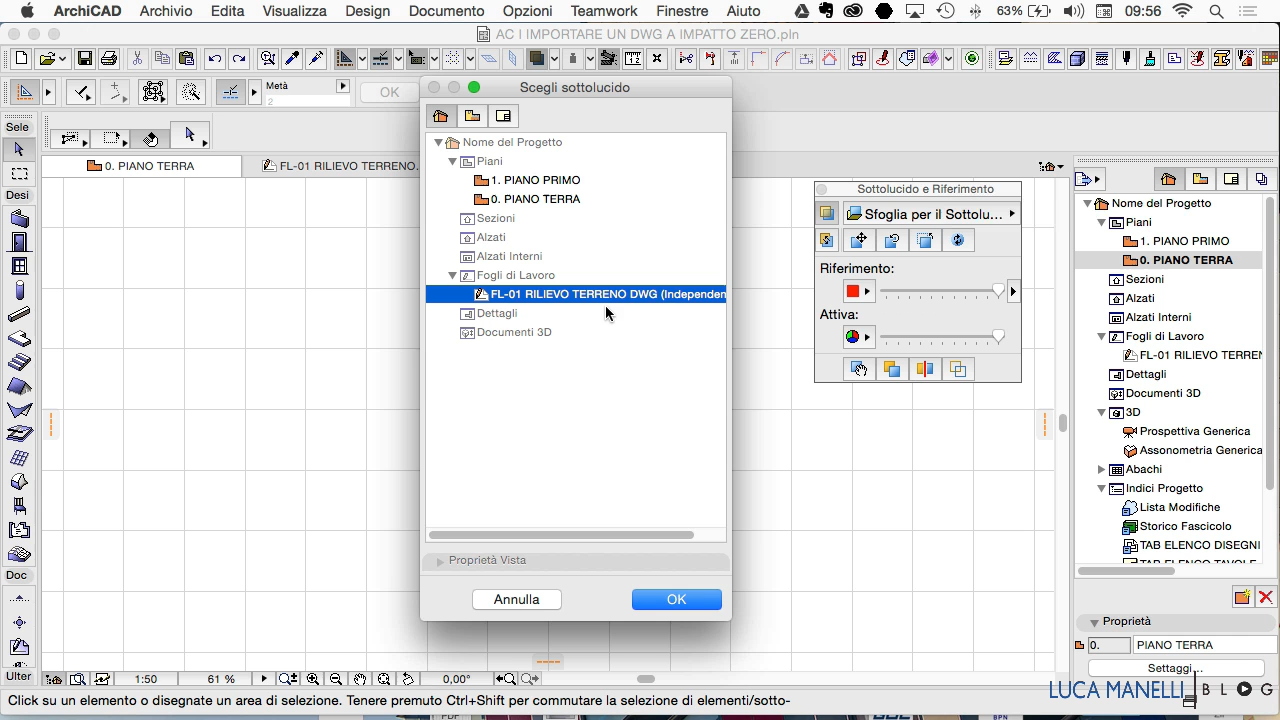 ArchiCAD Archivio Edita Visualizza Design Documento Opzioni Teamwork Finestre Aiuto 63% 09:56
AC I IMPORTARE UN DWG A IMPATTO ZERO.pln
Metà
2
OK
Scegli sottolucido
Sele
0. PIANO TERRA
FL-01 RILIEVO TERRENO.
Nome del Progetto
Piani
1. PIANO PRIMO
0. PIANO TERRA
Sezioni
Alzati
Alzati Interni
Fogli di Lavoro
FL-01 RILIEVO TERRENO DWG (Independen
Dettagli
Documenti 3D
Proprietà Vista
Annulla
OK
Sottolucido e Riferimento
Sfoglia per il Sottolu...
Riferimento:
Attiva:
Nome del Progetto
Piani
1. PIANO PRIMO
0. PIANO TERRA
Sezioni
Alzati
Alzati Interni
Fogli di Lavoro
FL-01 RILIEVO TERREN
Dettagli
Documenti 3D
3D
Prospettiva Generica
Assonometria Generica
Abachi
Indici Progetto
Lista Modifiche
Storico Fascicolo
TAB ELENCO DISEGNI
TAB ELENCO TAVOLE
Proprietà
0. PIANO TERRA
Settaggi...
Desi
Doc
Ulter
1:50
61 %
0,00°
Click su un elemento o disegnate un area di selezione. Tenere premuto Ctrl+Shift per commutare la selezione di elementi/sotto-
LUCA MANELLI B L G
PDF
BPN